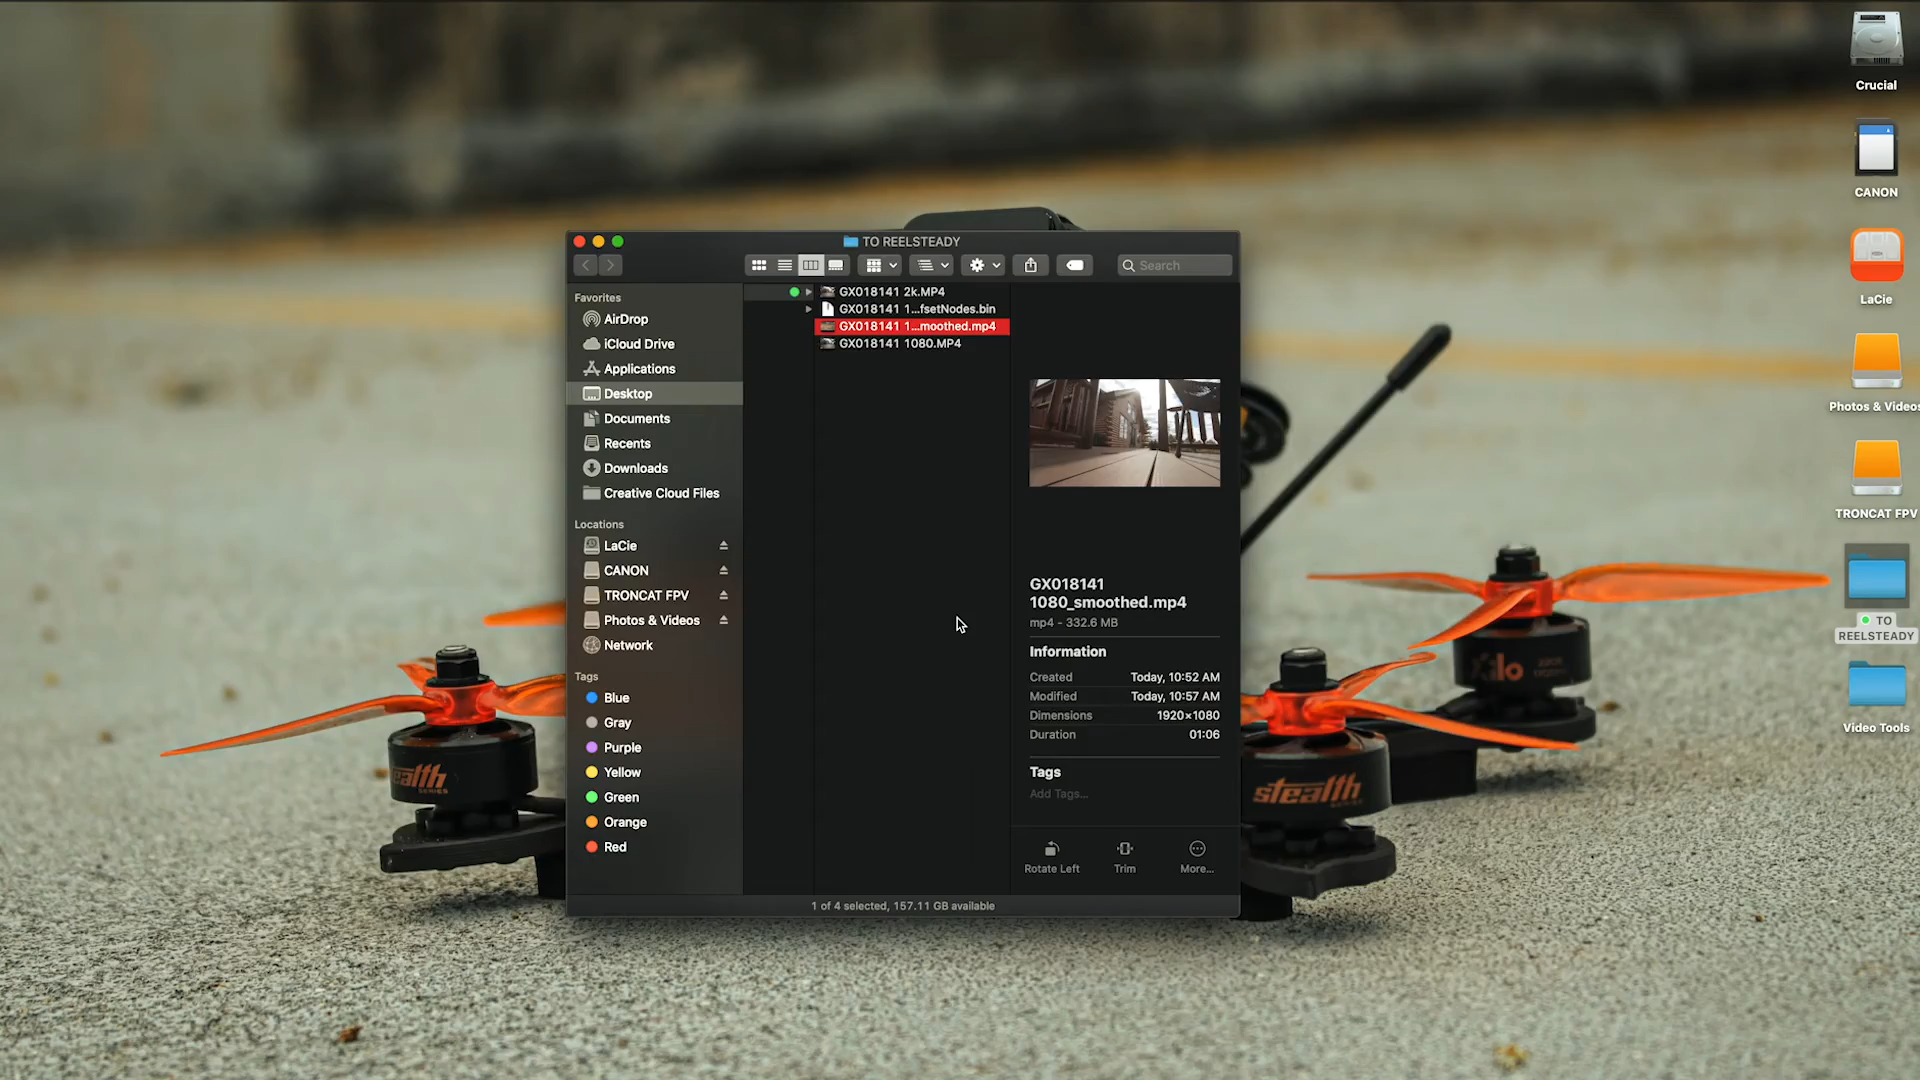 TO REELSTEADY
Search
Favorites
AirDrop
iCloud Drive
Applications
Desktop
Documents
Recents
Downloads
Creative Cloud Files
Locations
LaCie
CANON
TRONCAT FPV
Photos & Videos
Network
Tags
Blue
Gray
Purple
Yellow
Green
Orange
Red
GX018141 2k.MP4
GX018141 1...fsetNodes.bin
GX018141 1...moothed.mp4
GX018141 1080.MP4
GX018141
1080_smoothed.mp4
mp4 - 332.6 MB
Information
Created Today, 10:52 AM
Modified Today, 10:57 AM
Dimensions 1920×1080
Duration 01:06
Tags
Add Tags...
Rotate Left
Trim
More...
1 of 4 selected, 157.11 GB available
Crucial
CANON
LaCie
Photos & Videos
TRONCAT FPV
TO
REELSTEADY
Video Tools
ealth
stealth
SERIES